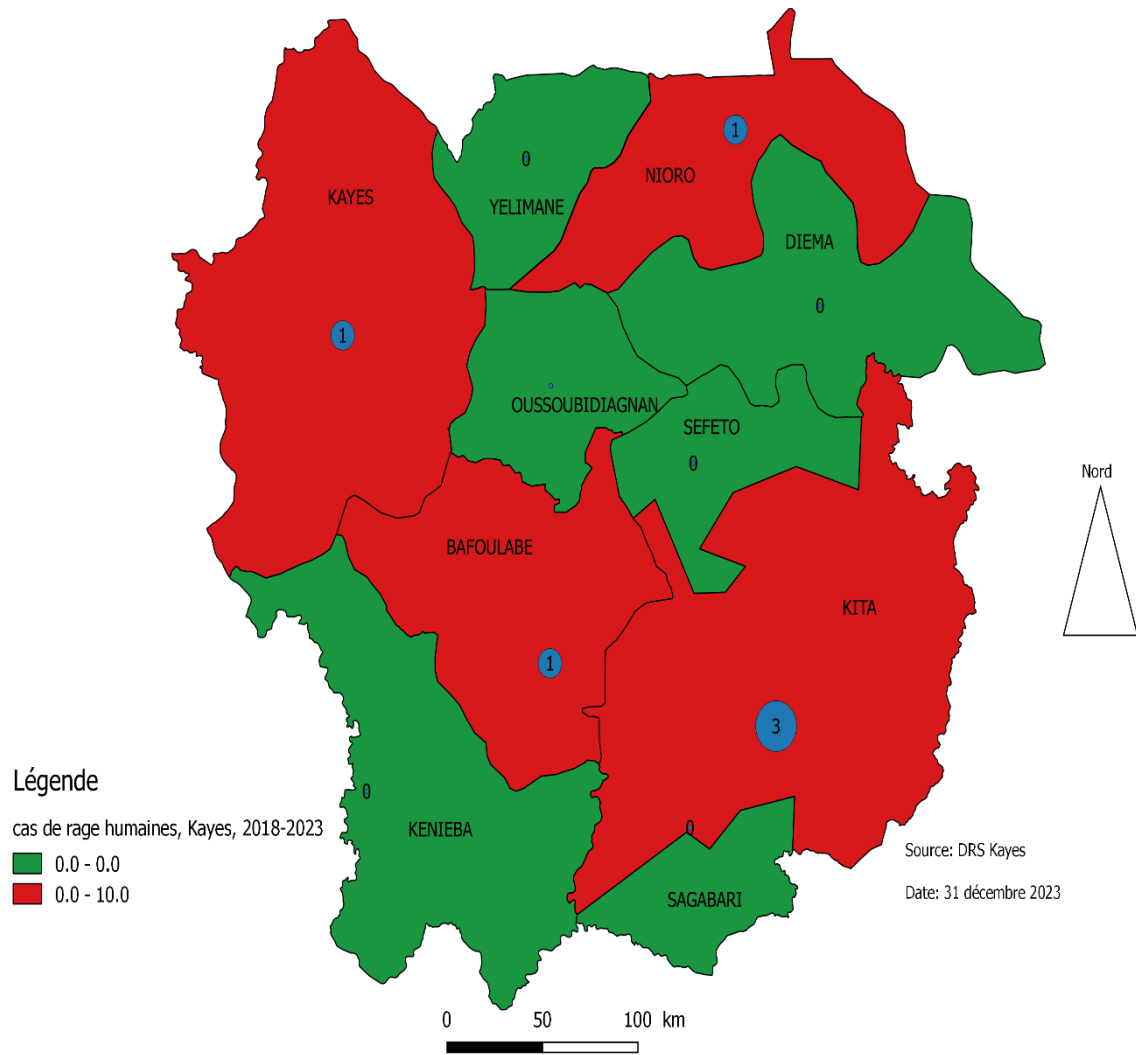 1
0
KAYES
NIORO
YELIMANE
DIEMA
0
1
OUSSOUBIDIAGNAN
SEFETO
0
Nord
BAFOULABE
KITA
1
3
Légende
0
cas de rage humaines, Kayes, 2018-2023
KENIEBA
0
0.0 - 0.0
Source: DRS Kayes
0.0 - 10.0
Date: 31 décembre 2023
SAGABARI
0 50 100 km